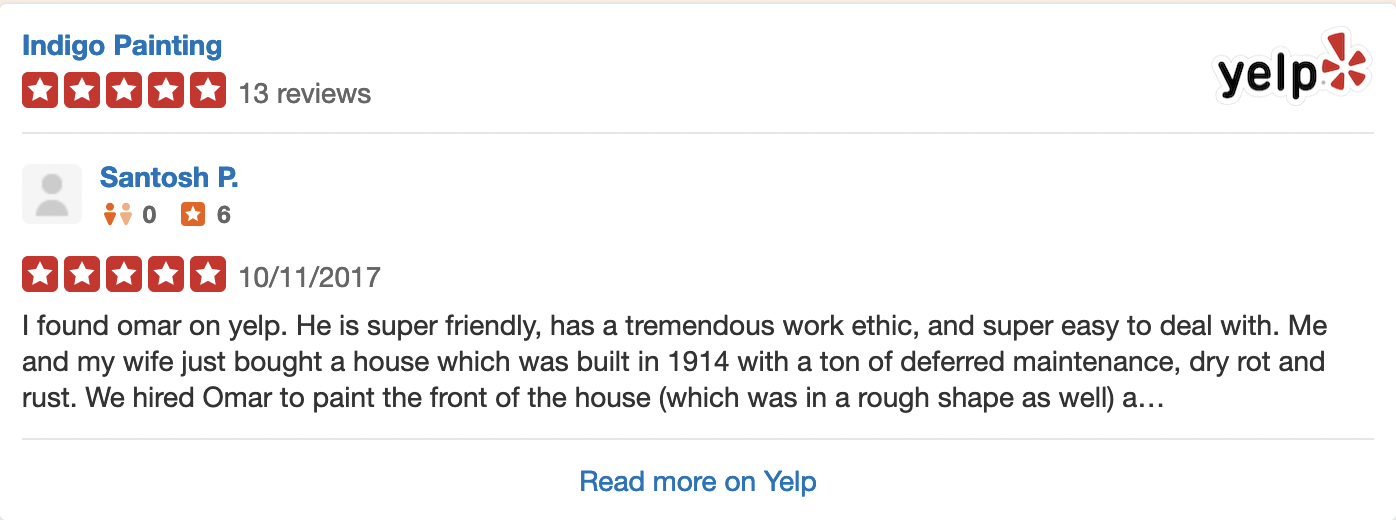 Indigo Painting
yelp
13 reviews
Santosh P.
0 6
10/11/2017
I found omar on yelp. He is super friendly, has a tremendous work ethic, and super easy to deal with. Me
and my wife just bought a house which was built in 1914 with a ton of deferred maintenance, dry rot and
rust. We hired Omar to paint the front of the house (which was in a rough shape as well) a…
Read more on Yelp